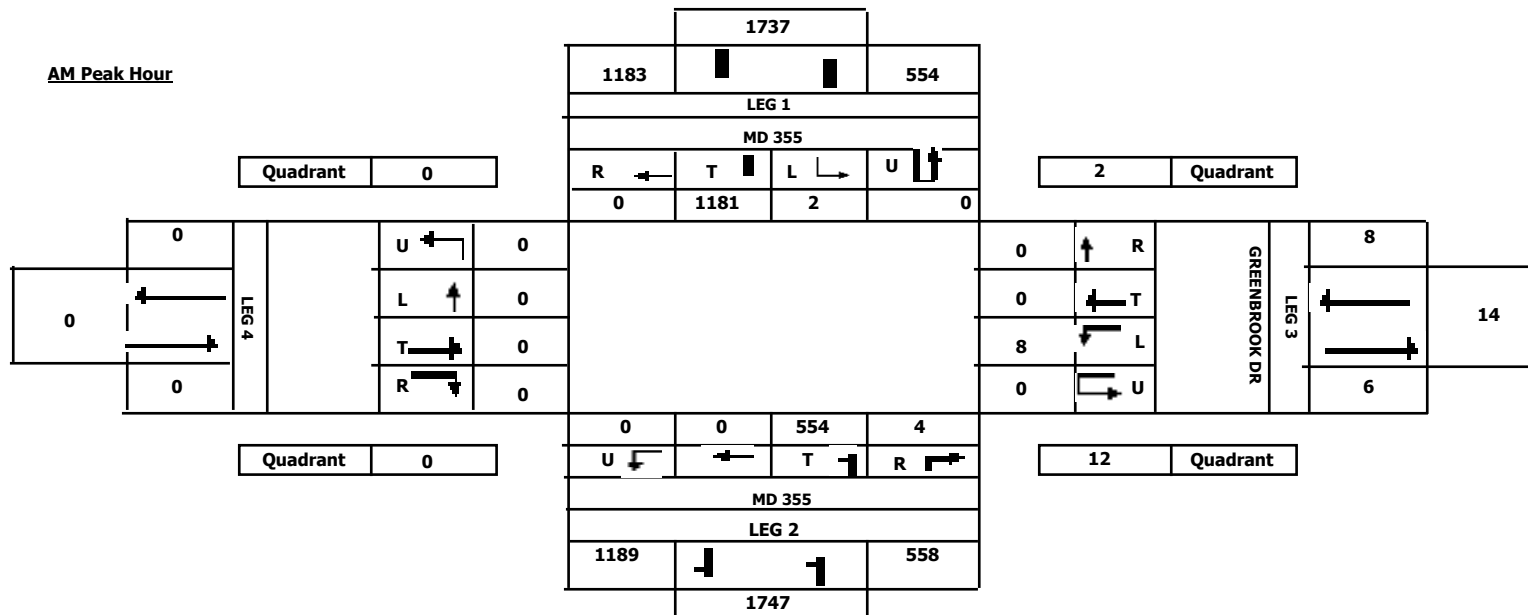 1737
AM Peak Hour
1183 554
LEG 1
MD 355
Quadrant 0
R T L U
2 Quadrant
0 1181 2 0
0 U 0
0 R 8
L 0
0 T
0 LEG 4
GREENBROOK DR LEG 3
14
T 0
8 L
0 R 0
0 U 6
0 0 554 4
Quadrant 0
U T R
12 Quadrant
MD 355
LEG 2
1189 558
1747